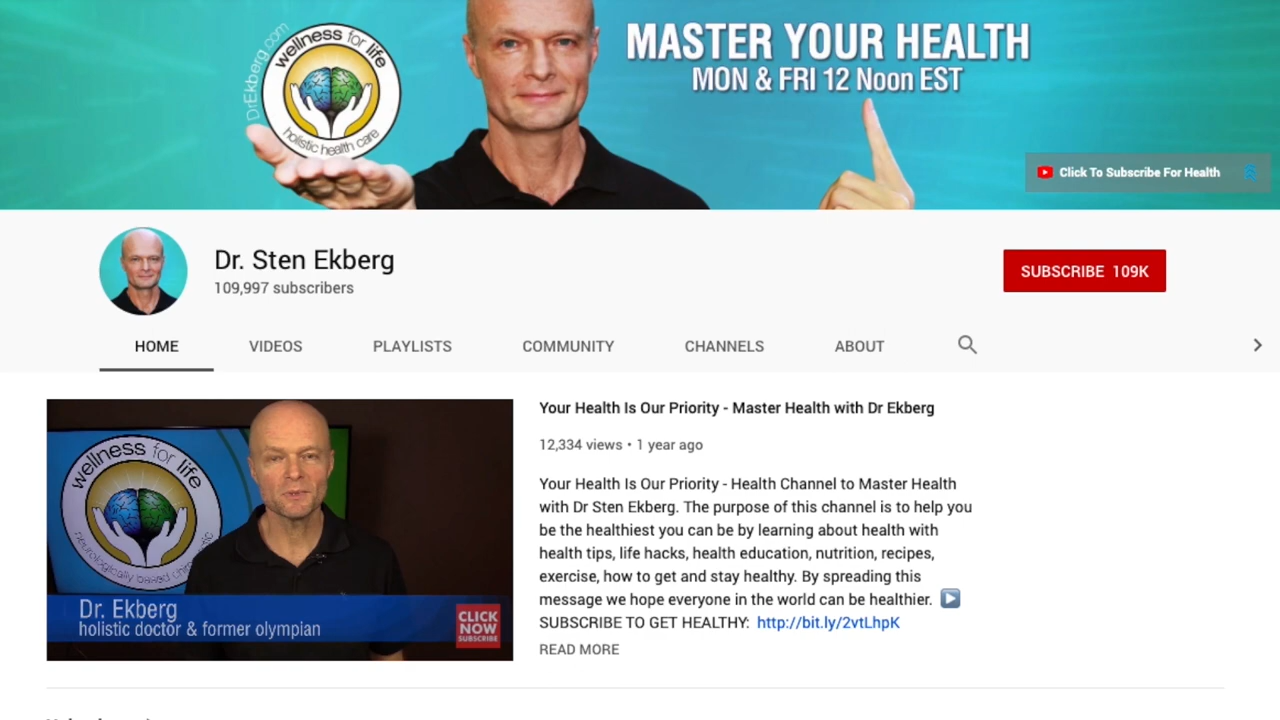 DrEkberg.com
wellness for life
holistic health care
MASTER YOUR HEALTH
MON & FRI 12 Noon EST
Click To Subscribe For Health
Dr. Sten Ekberg
109,997 subscribers
SUBSCRIBE 109K
HOME VIDEOS PLAYLISTS COMMUNITY CHANNELS ABOUT
wellness for life
neurologically based
Dr. Ekberg
holistic doctor & former olympian
CLICK
NOW
SUBSCRIBE
Your Health Is Our Priority - Master Health with Dr Ekberg
12,334 views • 1 year ago
Your Health Is Our Priority - Health Channel to Master Health
with Dr Sten Ekberg. The purpose of this channel is to help you
be the healthiest you can be by learning about health with
health tips, life hacks, health education, nutrition, recipes,
exercise, how to get and stay healthy. By spreading this
message we hope everyone in the world can be healthier.
SUBSCRIBE TO GET HEALTHY: http://bit.ly/2vtLhpK
READ MORE